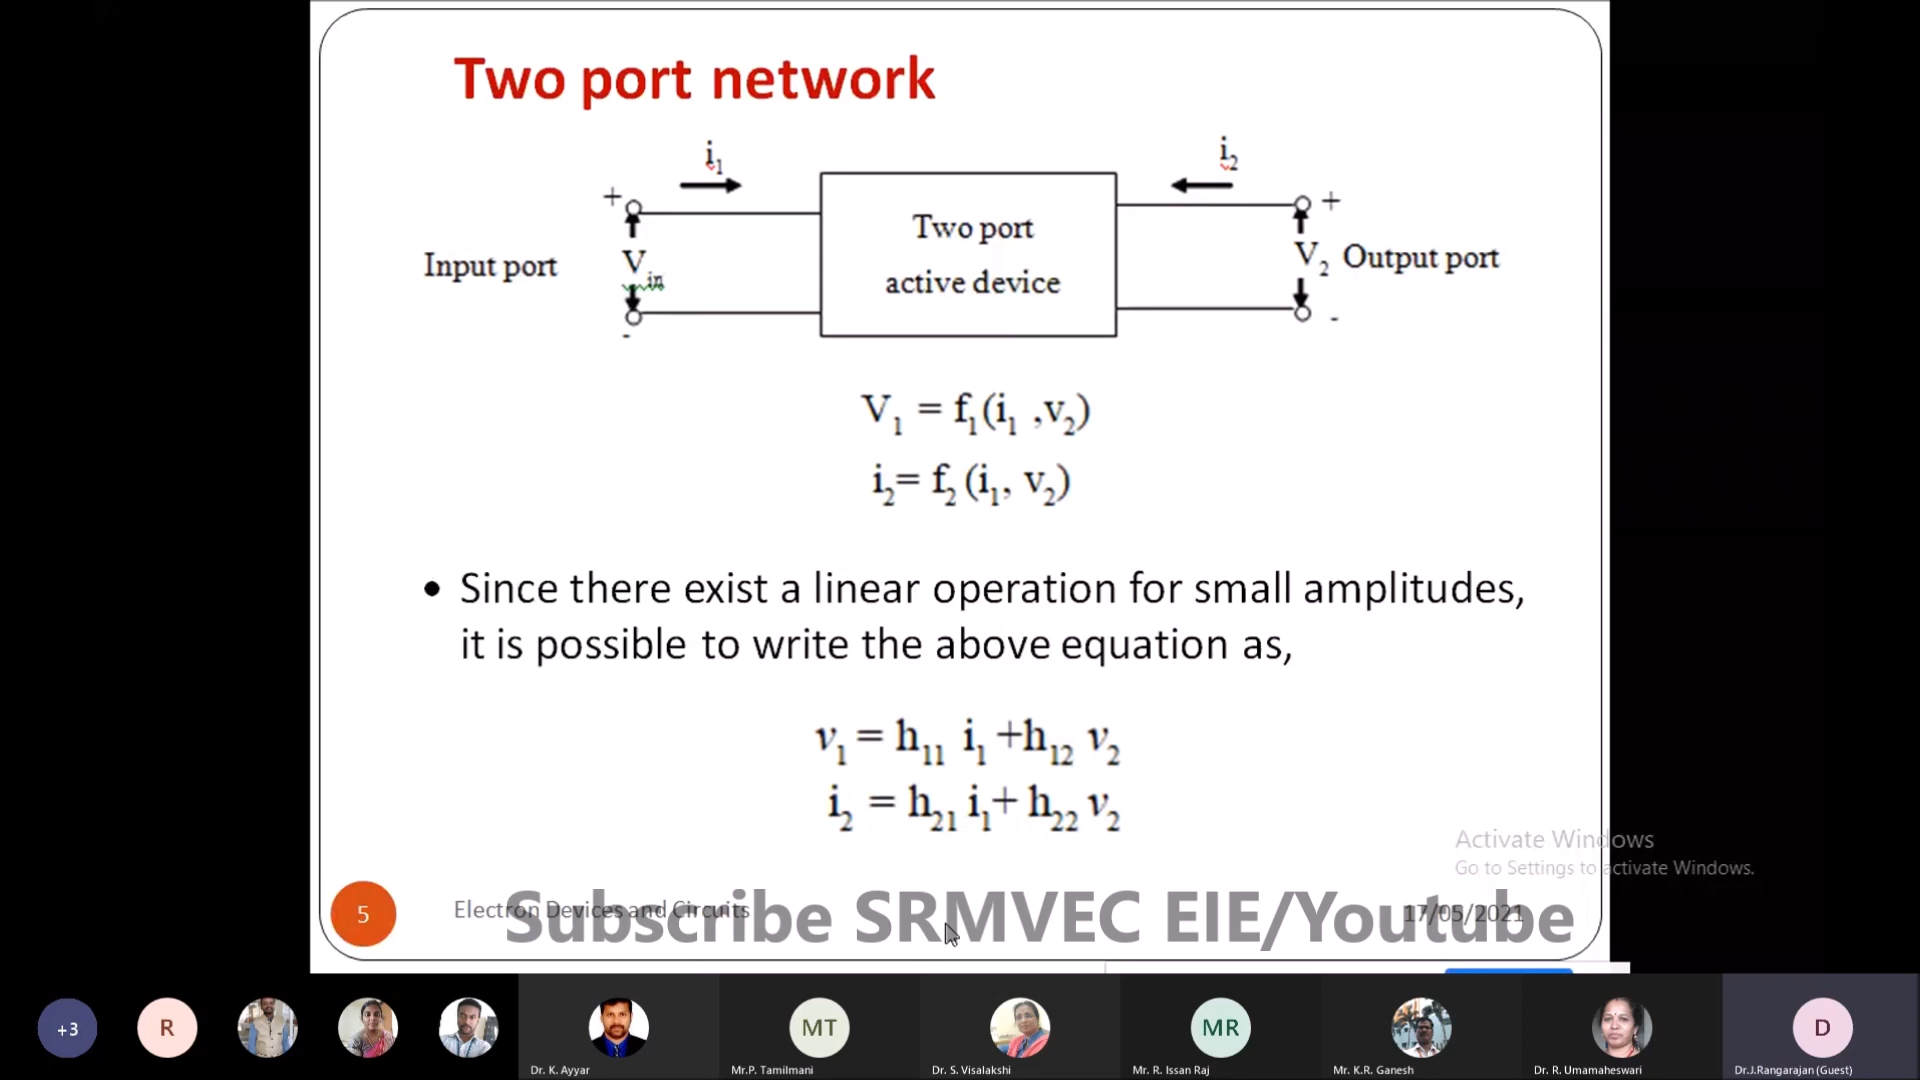 Two port network
i₁
i₂
+
+
Two port
active device
Input port
V
in
V₂
Output port
-
-
V₁ = f₁(i₁ ,v₂)
i₂= f₂ (i₁, v₂)
• Since there exist a linear operation for small amplitudes,
it is possible to write the above equation as,
v₁ = h₁₁ i₁ +h₁₂ v₂
i₂ = h₂₁ i₁+ h₂₂ v₂
Activate Windows
Go to Settings to activate Windows.
5
Electron Devices and Circuits
17/05/2021
Subscribe SRMVEC EIE/Youtube
+3
R
MT
MR
D
Dr. K. Ayyar
Mr.P. Tamilmani
Dr. S. Visalakshi
Mr. R. Issan Raj
Mr. K.R. Ganesh
Dr. R. Umamaheswari
Dr.J.Rangarajan (Guest)